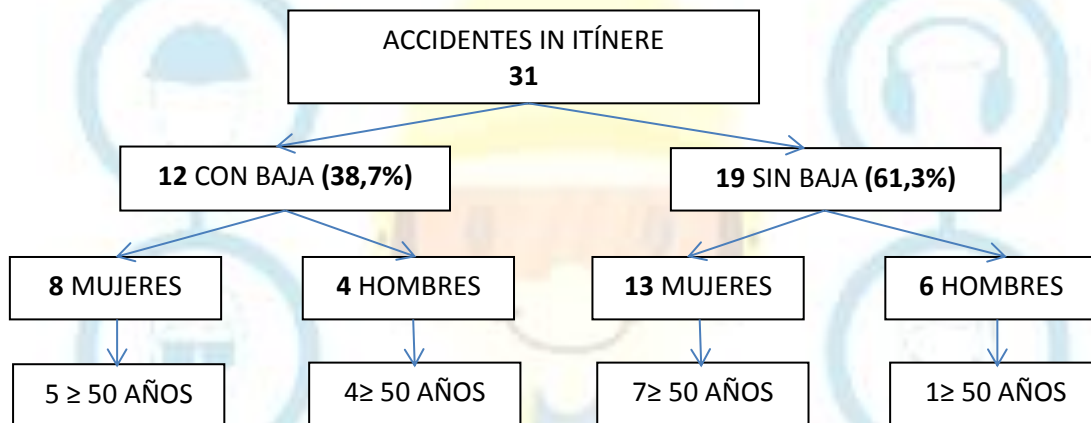 ACCIDENTES IN ITÍNERE
31
12 CON BAJA (38,7%)
19 SIN BAJA (61,3%)
8 MUJERES
4 HOMBRES
13 MUJERES
6 HOMBRES
5 ≥ 50 AÑOS
4≥ 50 AÑOS
7≥ 50 AÑOS
1≥ 50 AÑOS